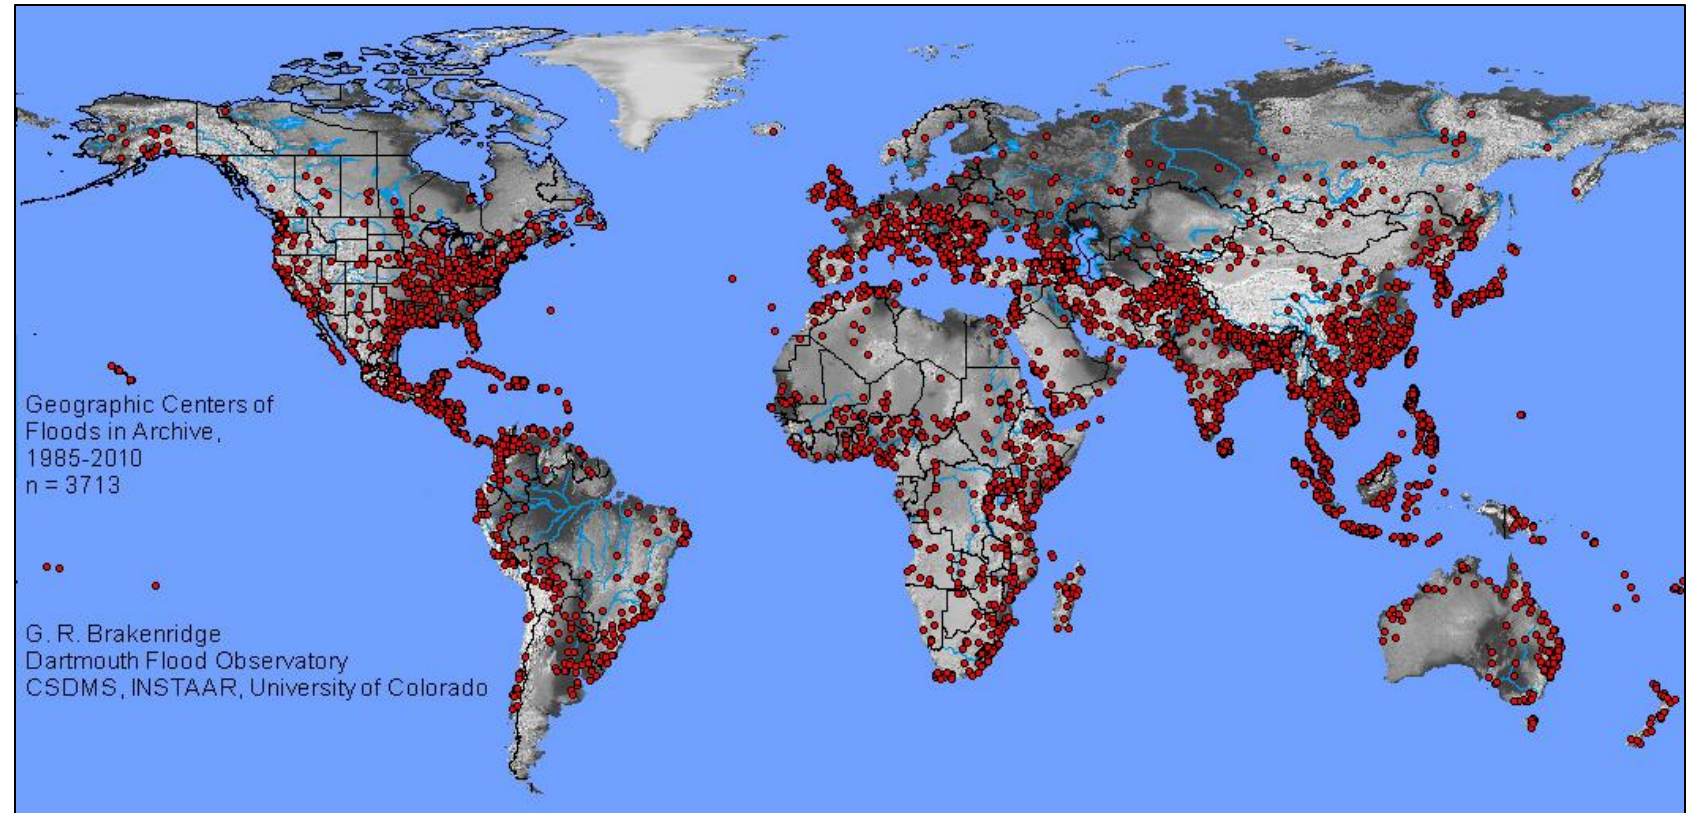 Geographic Centers of
Floods in Archive,
1985-2010
n = 3713
G. R. Brakenridge
Dartmouth Flood Observatory
CSDMS, INSTAAR, University of Colorado